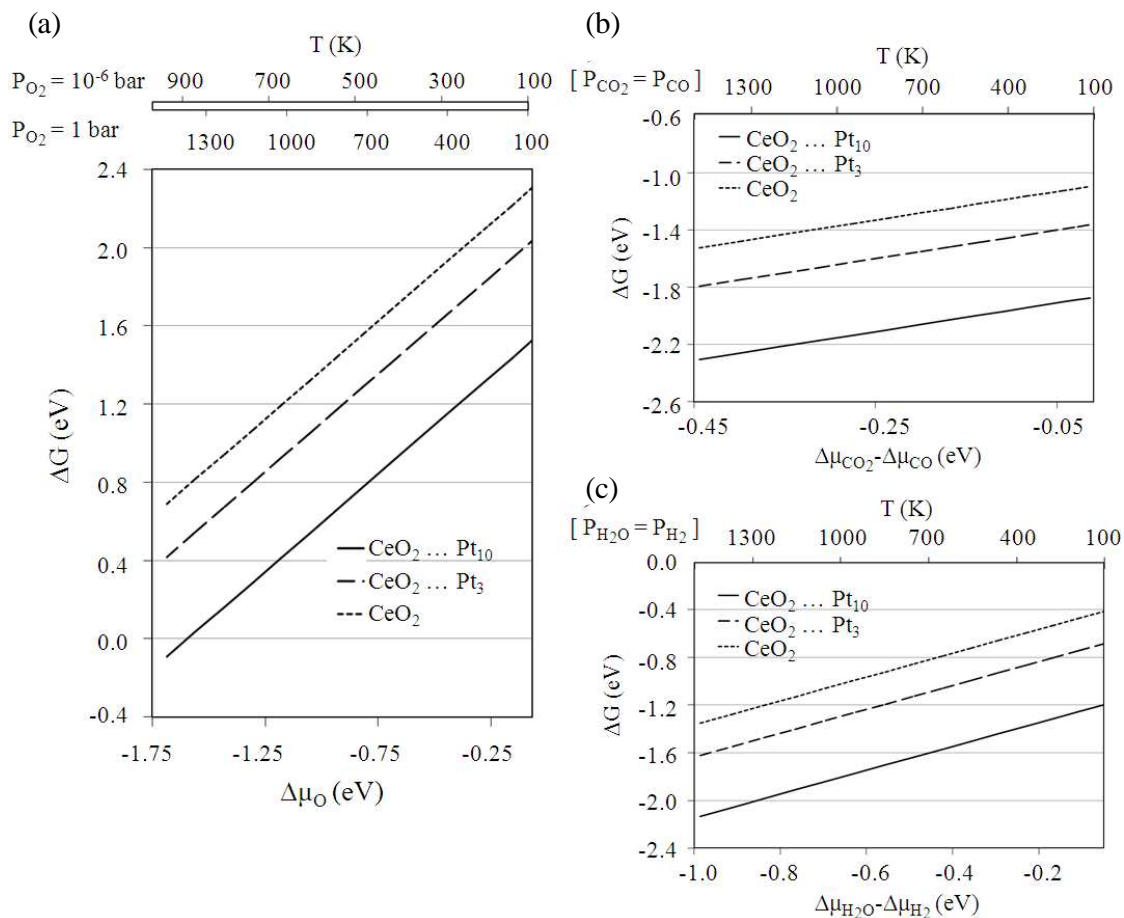 (a)
T (K)
P_O₂ = 10⁻⁶ bar 900 700 500 300 100
P_O₂ = 1 bar 1300 1000 700 400 100
2.4
2.0
1.6
1.2
0.8
0.4
0.0
-0.4
ΔG (eV)
CeO₂ ... Pt₁₀
CeO₂ ... Pt₃
CeO₂
-1.75 -1.25 -0.75 -0.25
Δμ_O (eV)
(b)
T (K)
[ P_CO₂ = P_CO ] 1300 1000 700 400 100
-0.6
-1.0
-1.4
-1.8
-2.2
-2.6
ΔG (eV)
CeO₂ ... Pt₁₀
CeO₂ ... Pt₃
CeO₂
-0.45 -0.25 -0.05
Δμ_CO₂-Δμ_CO (eV)
(c)
T (K)
[ P_H₂O = P_H₂ ] 1300 1000 700 400 100
0.0
-0.4
-0.8
-1.2
-1.6
-2.0
-2.4
ΔG (eV)
CeO₂ ... Pt₁₀
CeO₂ ... Pt₃
CeO₂
-1.0 -0.8 -0.6 -0.4 -0.2
Δμ_H₂O-Δμ_H₂ (eV)